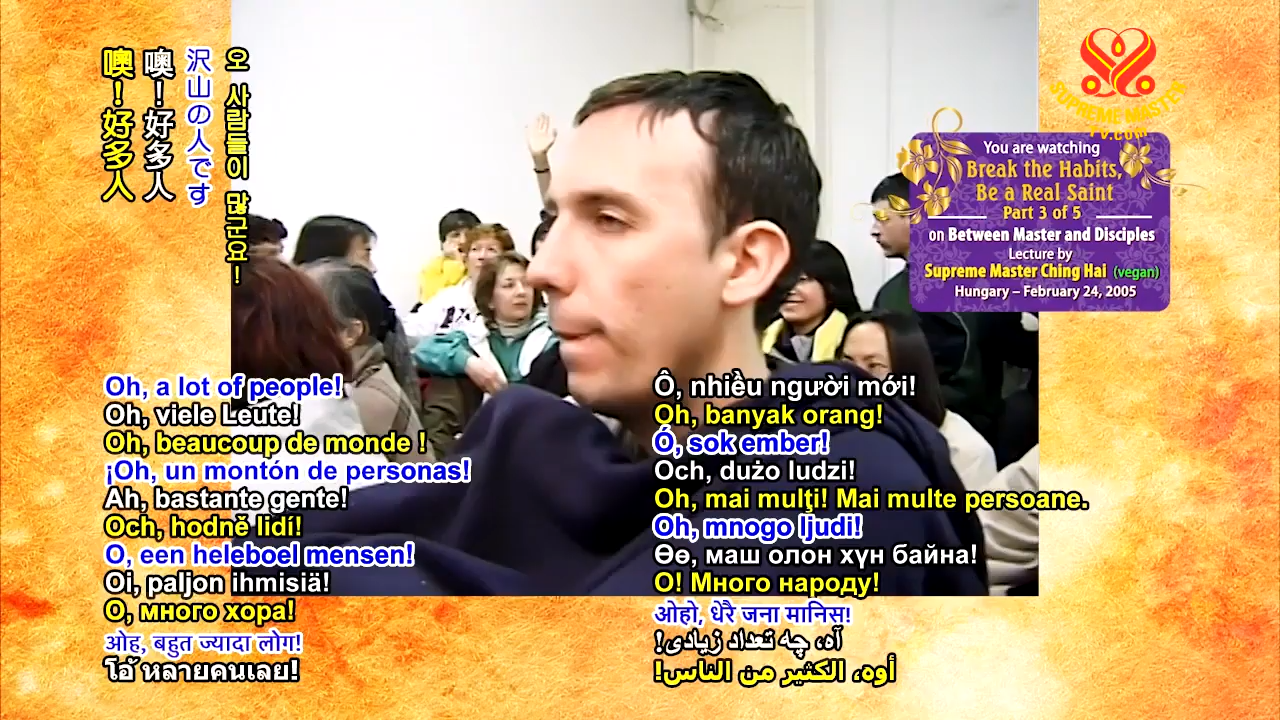 噢！好多人
噢！好多人
沢山の人です
오 사람들이 많군요!
SUPREME MASTER
TV.com
You are watching
Break the Habits,
Be a Real Saint
Part 3 of 5
on Between Master and Disciples
Lecture by
Supreme Master Ching Hai (vegan)
Hungary – February 24, 2005
Oh, a lot of people!
Oh, viele Leute!
Oh, beaucoup de monde !
¡Oh, un montón de personas!
Ah, bastante gente!
Och, hodně lidí!
O, een heleboel mensen!
Oi, paljon ihmisiä!
О, много хора!
ओह, बहुत ज्यादा लोग!
โอ้ หลายคนเลย!
Ô, nhiều người mới!
Oh, banyak orang!
Ó, sok ember!
Och, dużo ludzi!
Oh, mai mulţi! Mai multe persoane.
Oh, mnogo ljudi!
Өө, маш олон хүн байна!
О! Много народу!
ओहो, धेरै जना मानिस!
آه، چه تعداد زیادی!
أوه، الكثير من الناس!